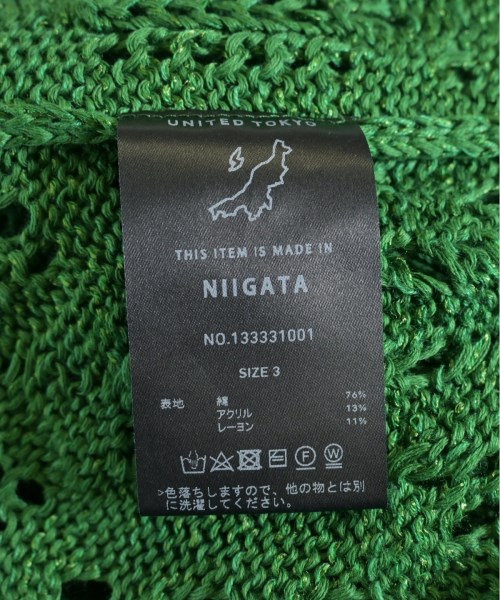 UNITED TOKYO
THIS ITEM IS MADE IN
NIIGATA
NO.133331001
SIZE 3
表地 綿 76%
アクリル 13%
レーヨン 11%
F W
>色落ちしますので、他の物とは別
に洗濯してください。